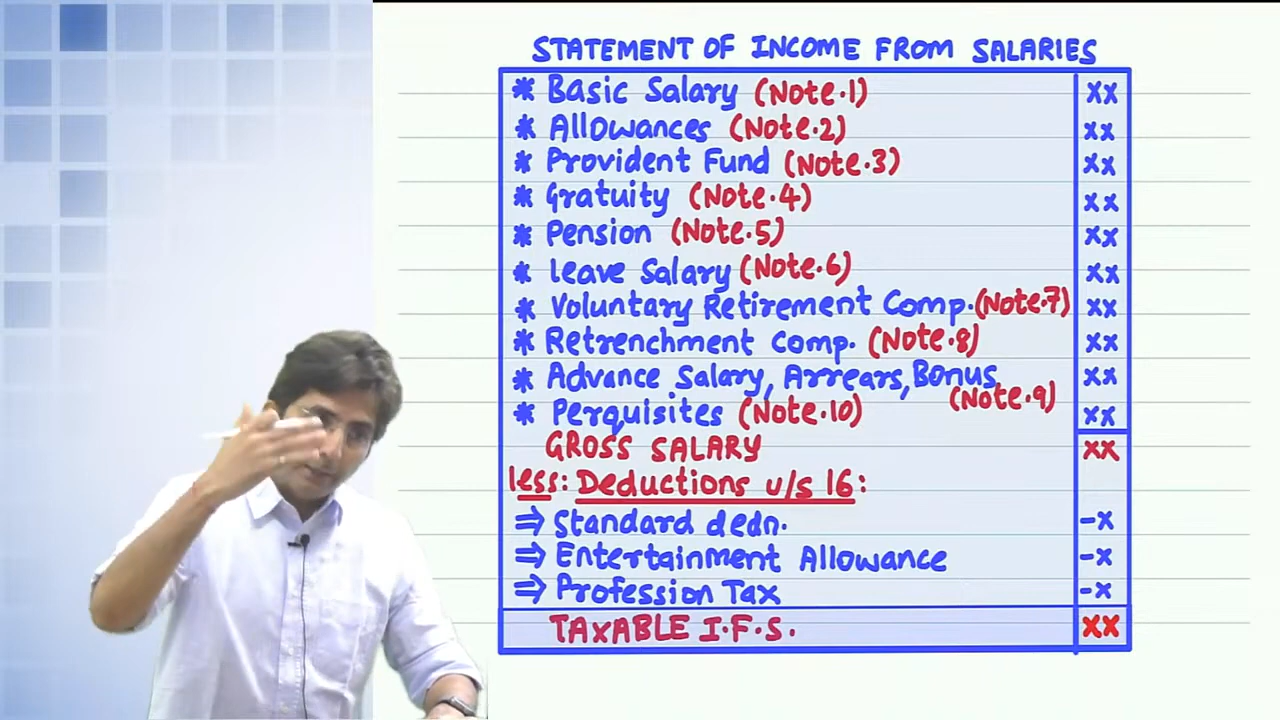 STATEMENT OF INCOME FROM SALARIES
* Basic Salary (Note.1) xx
* Allowances (Note.2) xx
* Provident Fund (Note.3) xx
* Gratuity (Note.4) xx
* Pension (Note.5) xx
* leave Salary (Note.6) xx
* Voluntary Retirement Comp. (Note.7) xx
* Retrenchment Comp. (Note.8) xx
* Advance Salary, Arrears, Bonus (Note.9) xx
* Perquisites (Note.10) xx
GROSS SALARY xx
less: Deductions u/s 16:
⇒ Standard dedn. -x
⇒ Entertainment Allowance -x
⇒ Profession Tax -x
TAXABLE I.F.S. xx